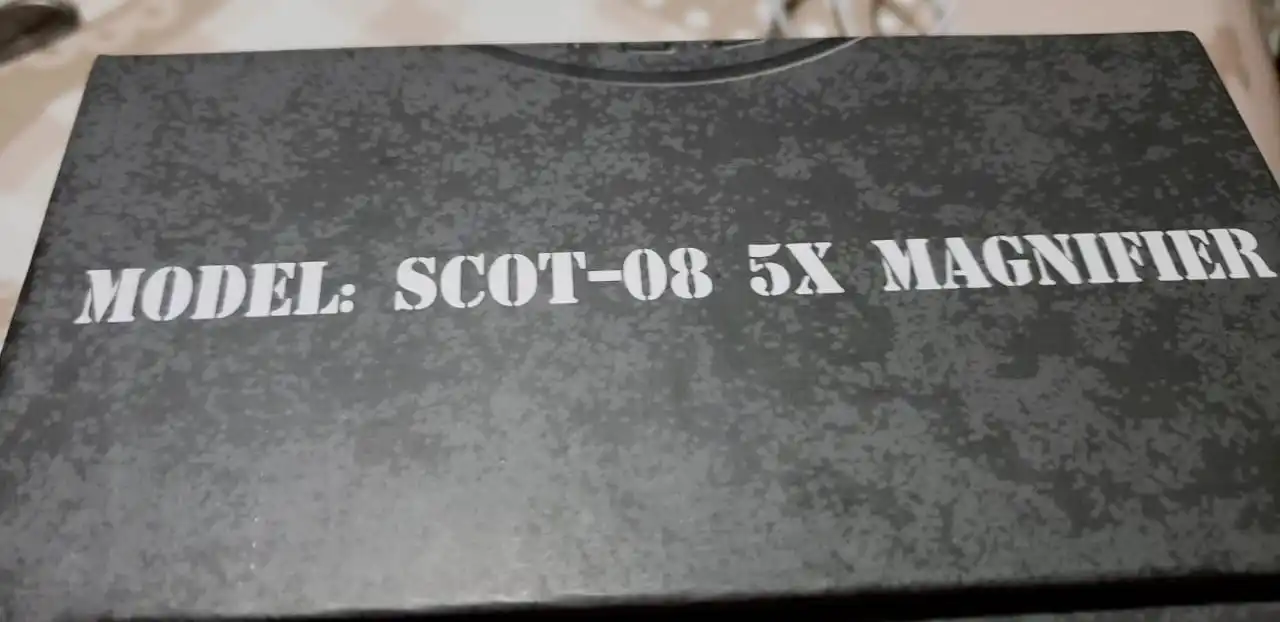 MODEL: SCOT-08 5X MAGNIFIER